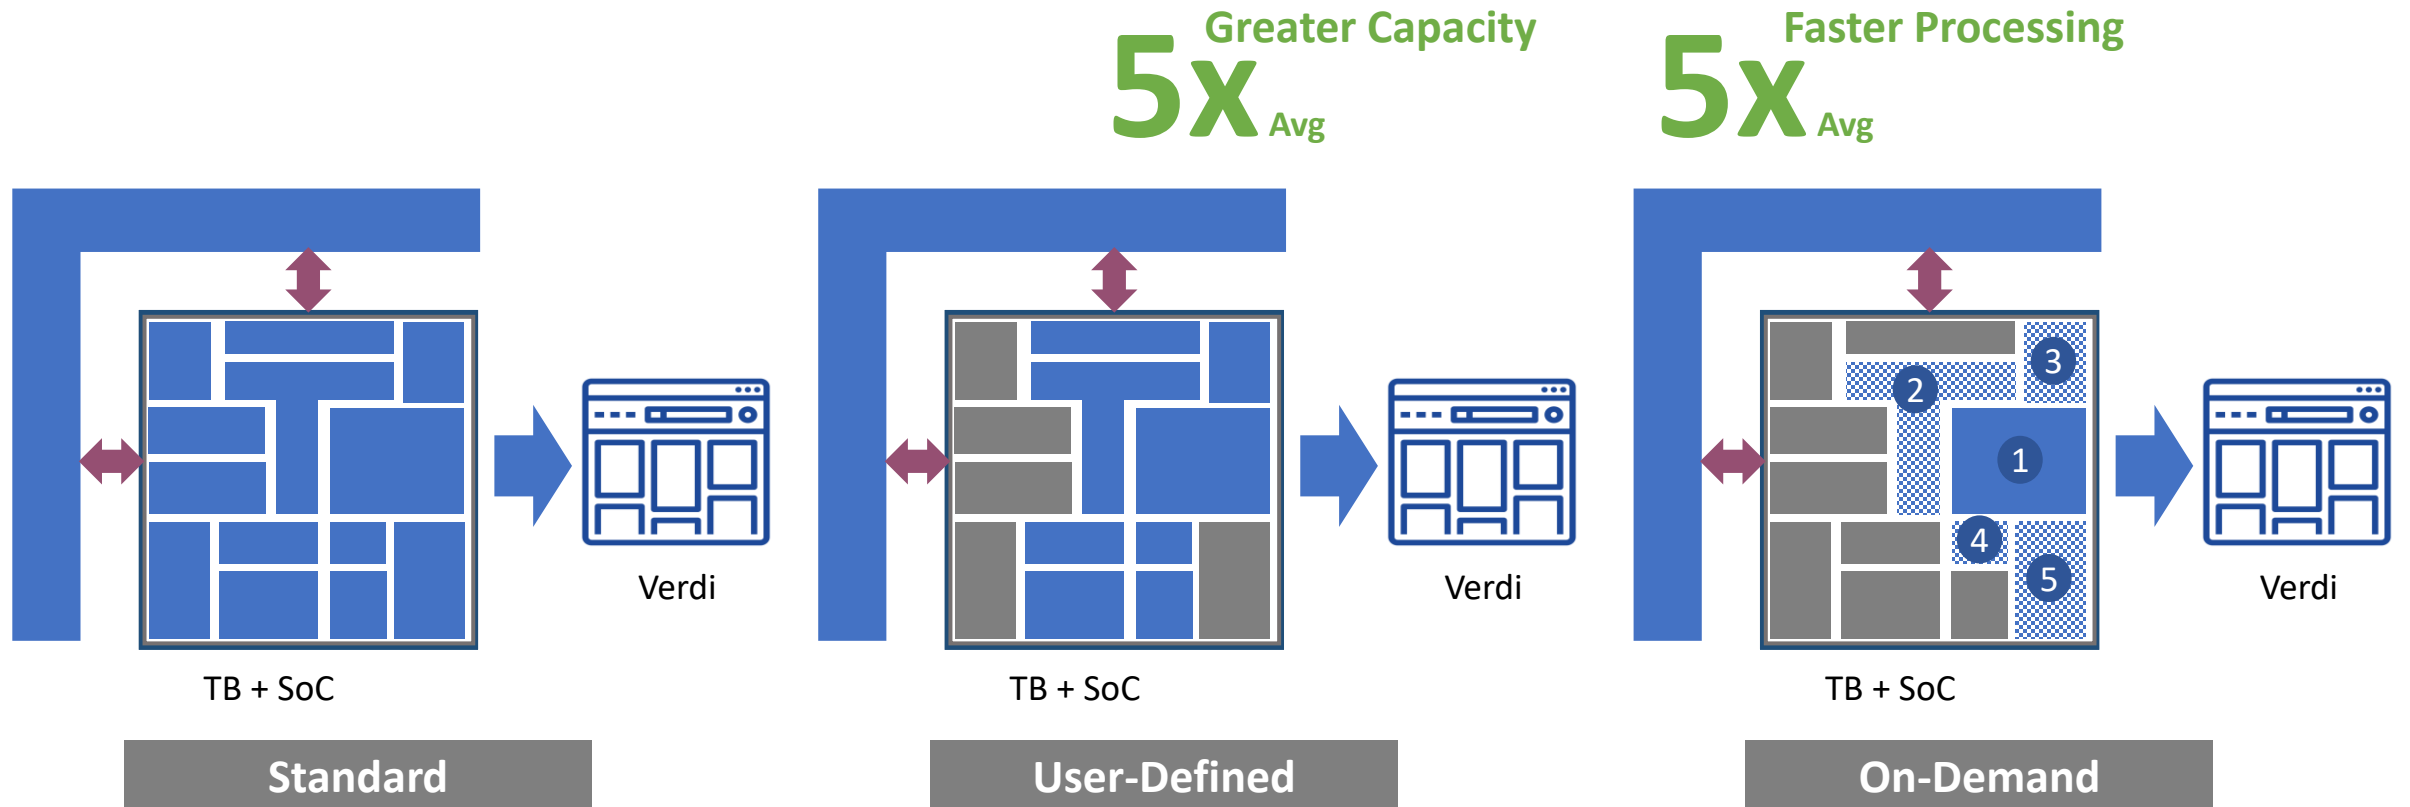 Greater Capacity
5x Avg
Faster Processing
5x Avg
3
2
1
4
5
Verdi
Verdi
Verdi
TB + SoC
TB + SoC
TB + SoC
Standard
User-Defined
On-Demand